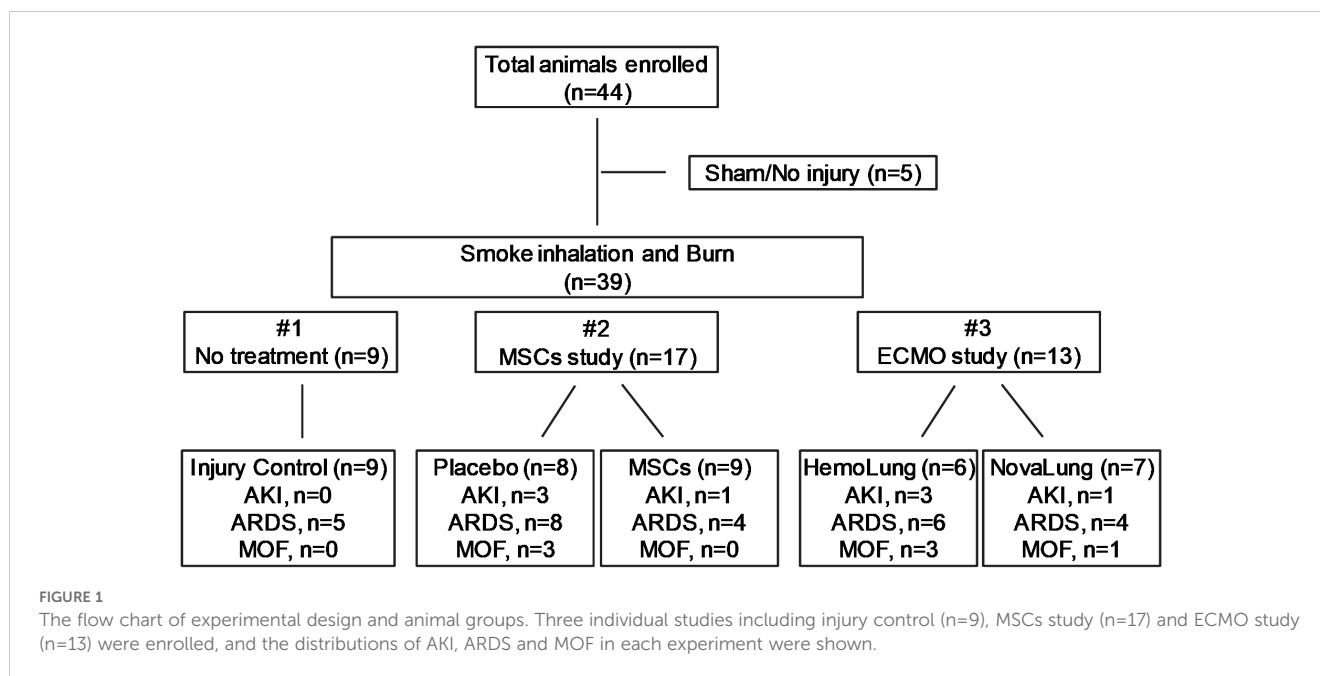 Total animals enrolled
(n=44)
Sham/No injury (n=5)
Smoke inhalation and Burn
(n=39)
#1
No treatment (n=9)
#2
MSCs study (n=17)
#3
ECMO study (n=13)
Injury Control (n=9)
AKI, n=0
ARDS, n=5
MOF, n=0
Placebo (n=8)
AKI, n=3
ARDS, n=8
MOF, n=3
MSCs (n=9)
AKI, n=1
ARDS, n=4
MOF, n=0
HemoLung (n=6)
AKI, n=3
ARDS, n=6
MOF, n=3
NovaLung (n=7)
AKI, n=1
ARDS, n=4
MOF, n=1
FIGURE 1
The flow chart of experimental design and animal groups. Three individual studies including injury control (n=9), MSCs study (n=17) and ECMO study
(n=13) were enrolled, and the distributions of AKI, ARDS and MOF in each experiment were shown.